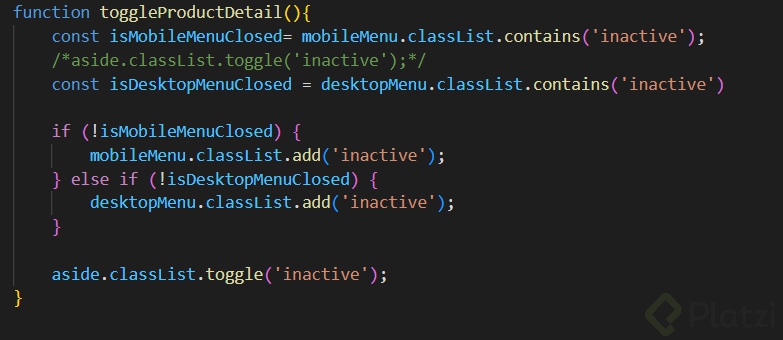 function toggleProductDetail(){
    const isMobileMenuClosed= mobileMenu.classList.contains('inactive');
    /*aside.classList.toggle('inactive');*/
    const isDesktopMenuClosed = desktopMenu.classList.contains('inactive')
    if (!isMobileMenuClosed) {
        mobileMenu.classList.add('inactive');
    } else if (!isDesktopMenuClosed) {
        desktopMenu.classList.add('inactive');
    }
    aside.classList.toggle('inactive');
}
Platzi